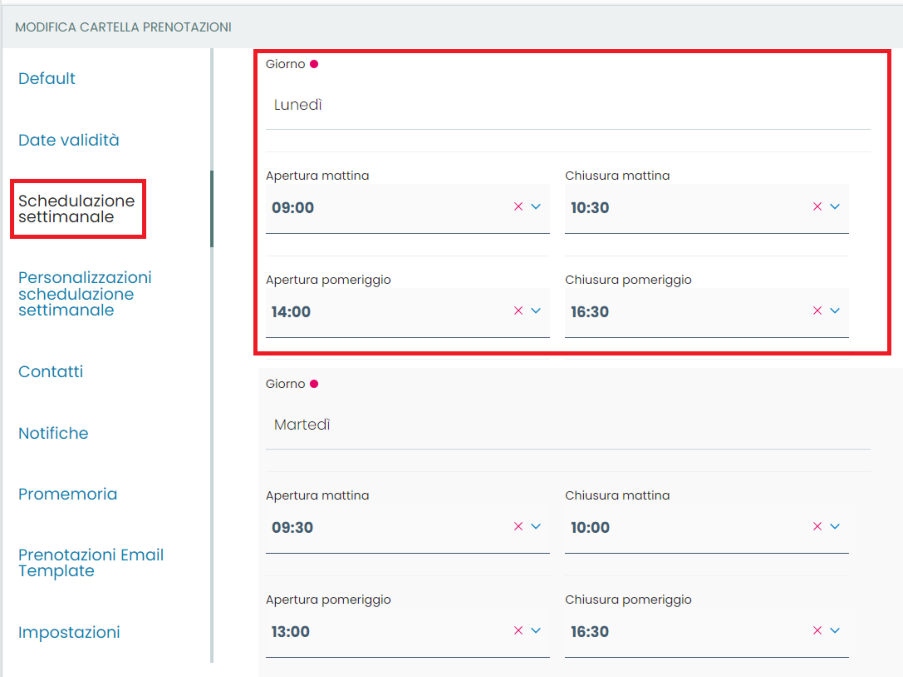 MODIFICA CARTELLA PRENOTAZIONI
Default
Date validità
Schedulazione
settimanale
Personalizzazioni
schedulazione
settimanale
Contatti
Notifiche
Promemoria
Prenotazioni Email
Template
Impostazioni
Giorno
Lunedì
Apertura mattina
Chiusura mattina
09:00
10:30
Apertura pomeriggio
Chiusura pomeriggio
14:00
16:30
Giorno
Martedì
Apertura mattina
Chiusura mattina
09:30
10:00
Apertura pomeriggio
Chiusura pomeriggio
13:00
16:30